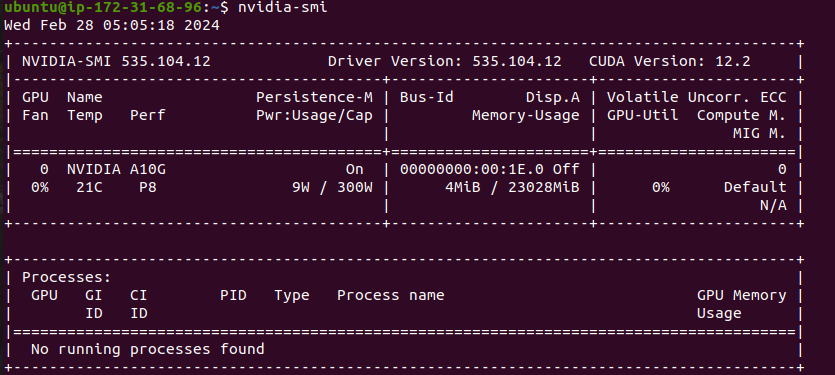 ubuntu@ip-172-31-68-96:~$ nvidia-smi
Wed Feb 28 05:05:18 2024
+---------------------------------------------------------------------------------------+
| NVIDIA-SMI 535.104.12             Driver Version: 535.104.12   CUDA Version: 12.2     |
|-----------------------------------------+----------------------+----------------------+
| GPU  Name                 Persistence-M | Bus-Id        Disp.A | Volatile Uncorr. ECC |
| Fan  Temp   Perf          Pwr:Usage/Cap |         Memory-Usage | GPU-Util  Compute M. |
|                                         |                      |               MIG M. |
|=========================================+======================+======================|
|   0  NVIDIA A10G                    On  | 00000000:00:1E.0 Off |                    0 |
|  0%   21C    P8               9W / 300W |      4MiB / 23028MiB |      0%      Default |
|                                         |                      |                  N/A |
+-----------------------------------------+----------------------+----------------------+
+---------------------------------------------------------------------------------------+
| Processes:                                                                            |
|  GPU   GI   CI        PID   Type   Process name                            GPU Memory |
|        ID   ID                                                             Usage      |
|=======================================================================================|
|  No running processes found                                                           |
+---------------------------------------------------------------------------------------+